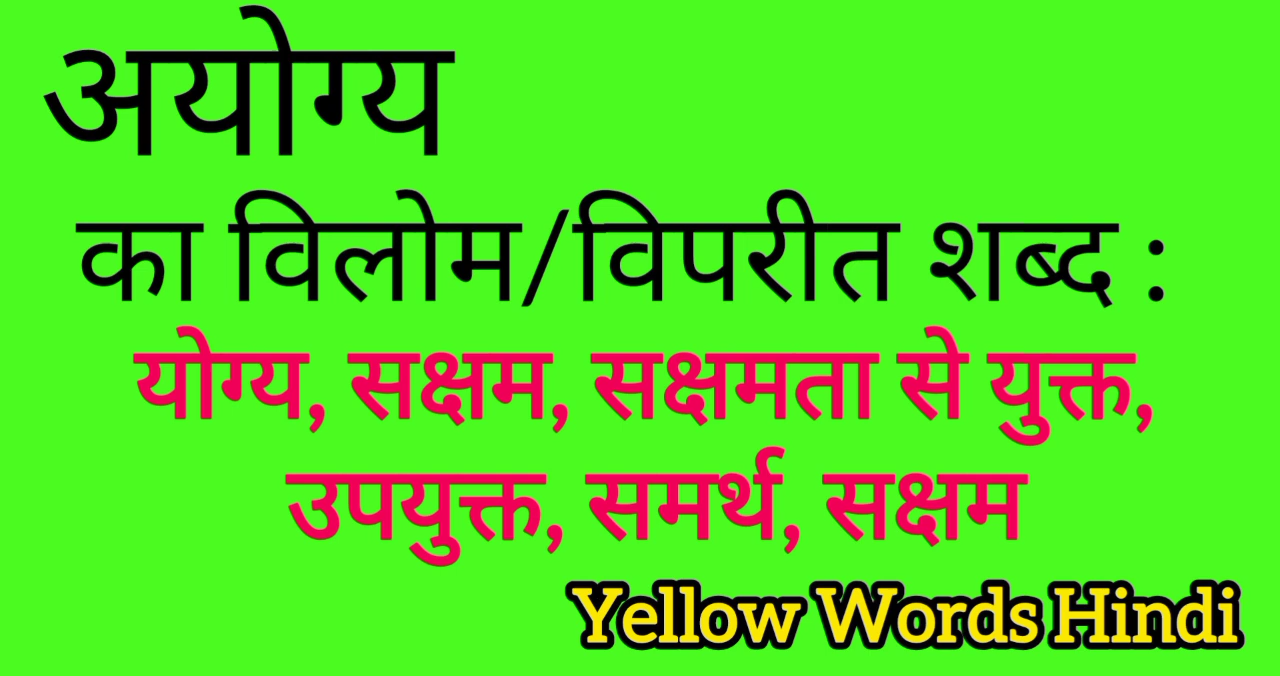 अयोग्य
का विलोम/विपरीत शब्द :
योग्य, सक्षम, सक्षमता से युक्त,
उपयुक्त, समर्थ, सक्षम
Yellow Words Hindi